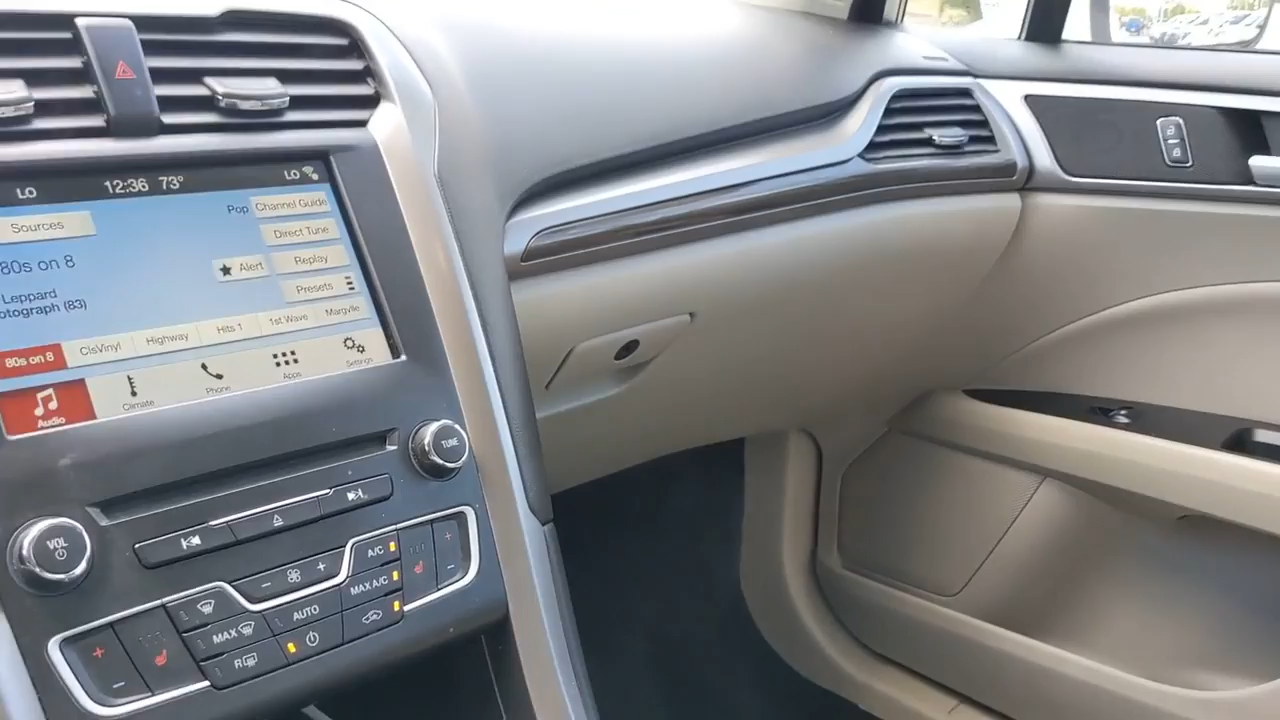 LO
12:36 73°
LO
Sources
Pop
Channel Guide
80s on 8
Direct Tune
Alert
Replay
Leppard
otograph (83)
Presets
80s on 8
ClsVinyl
Highway
Hits 1
1st Wave
Margvlle
Audio
Climate
Phone
Apps
Settings
TUNE
VOL
A/C
MAX A/C
AUTO
MAX
R